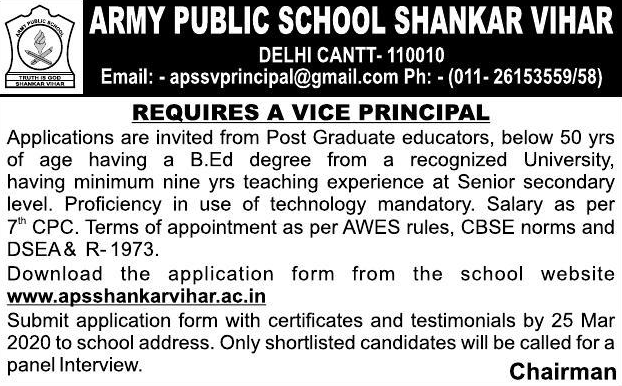 ARMY PUBLIC SCHOOL
TRUTH IS GOD
SHANKAR VIHAR
ARMY PUBLIC SCHOOL SHANKAR VIHAR
DELHI CANTT- 110010
Email: - apssvprincipal@gmail.com Ph: - (011- 26153559/58)
REQUIRES A VICE PRINCIPAL
Applications are invited from Post Graduate educators, below 50 yrs
of age having a B.Ed degree from a recognized University,
having minimum nine yrs teaching experience at Senior secondary
level. Proficiency in use of technology mandatory. Salary as per
7th CPC. Terms of appointment as per AWES rules, CBSE norms and
DSEA & R- 1973.
Download the application form from the school website
www.apsshankarvihar.ac.in
Submit application form with certificates and testimonials by 25 Mar
2020 to school address. Only shortlisted candidates will be called for a
panel Interview.
Chairman